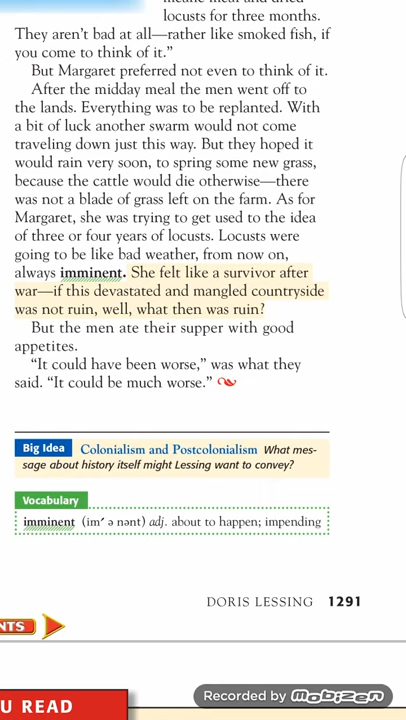 locusts for three months.
They aren't bad at all—rather like smoked fish, if
you come to think of it."
But Margaret preferred not even to think of it.
After the midday meal the men went off to
the lands. Everything was to be replanted. With
a bit of luck another swarm would not come
traveling down just this way. But they hoped it
would rain very soon, to spring some new grass,
because the cattle would die otherwise—there
was not a blade of grass left on the farm. As for
Margaret, she was trying to get used to the idea
of three or four years of locusts. Locusts were
going to be like bad weather, from now on,
always imminent. She felt like a survivor after
war—if this devastated and mangled countryside
was not ruin, well, what then was ruin?
But the men ate their supper with good
appetites.
"It could have been worse," was what they
said. "It could be much worse."
Big Idea Colonialism and Postcolonialism What mes-
sage about history itself might Lessing want to convey?
Vocabulary
imminent (im′ ə nənt) adj. about to happen; impending
DORIS LESSING 1291
NTS
U READ
Recorded by mobizen